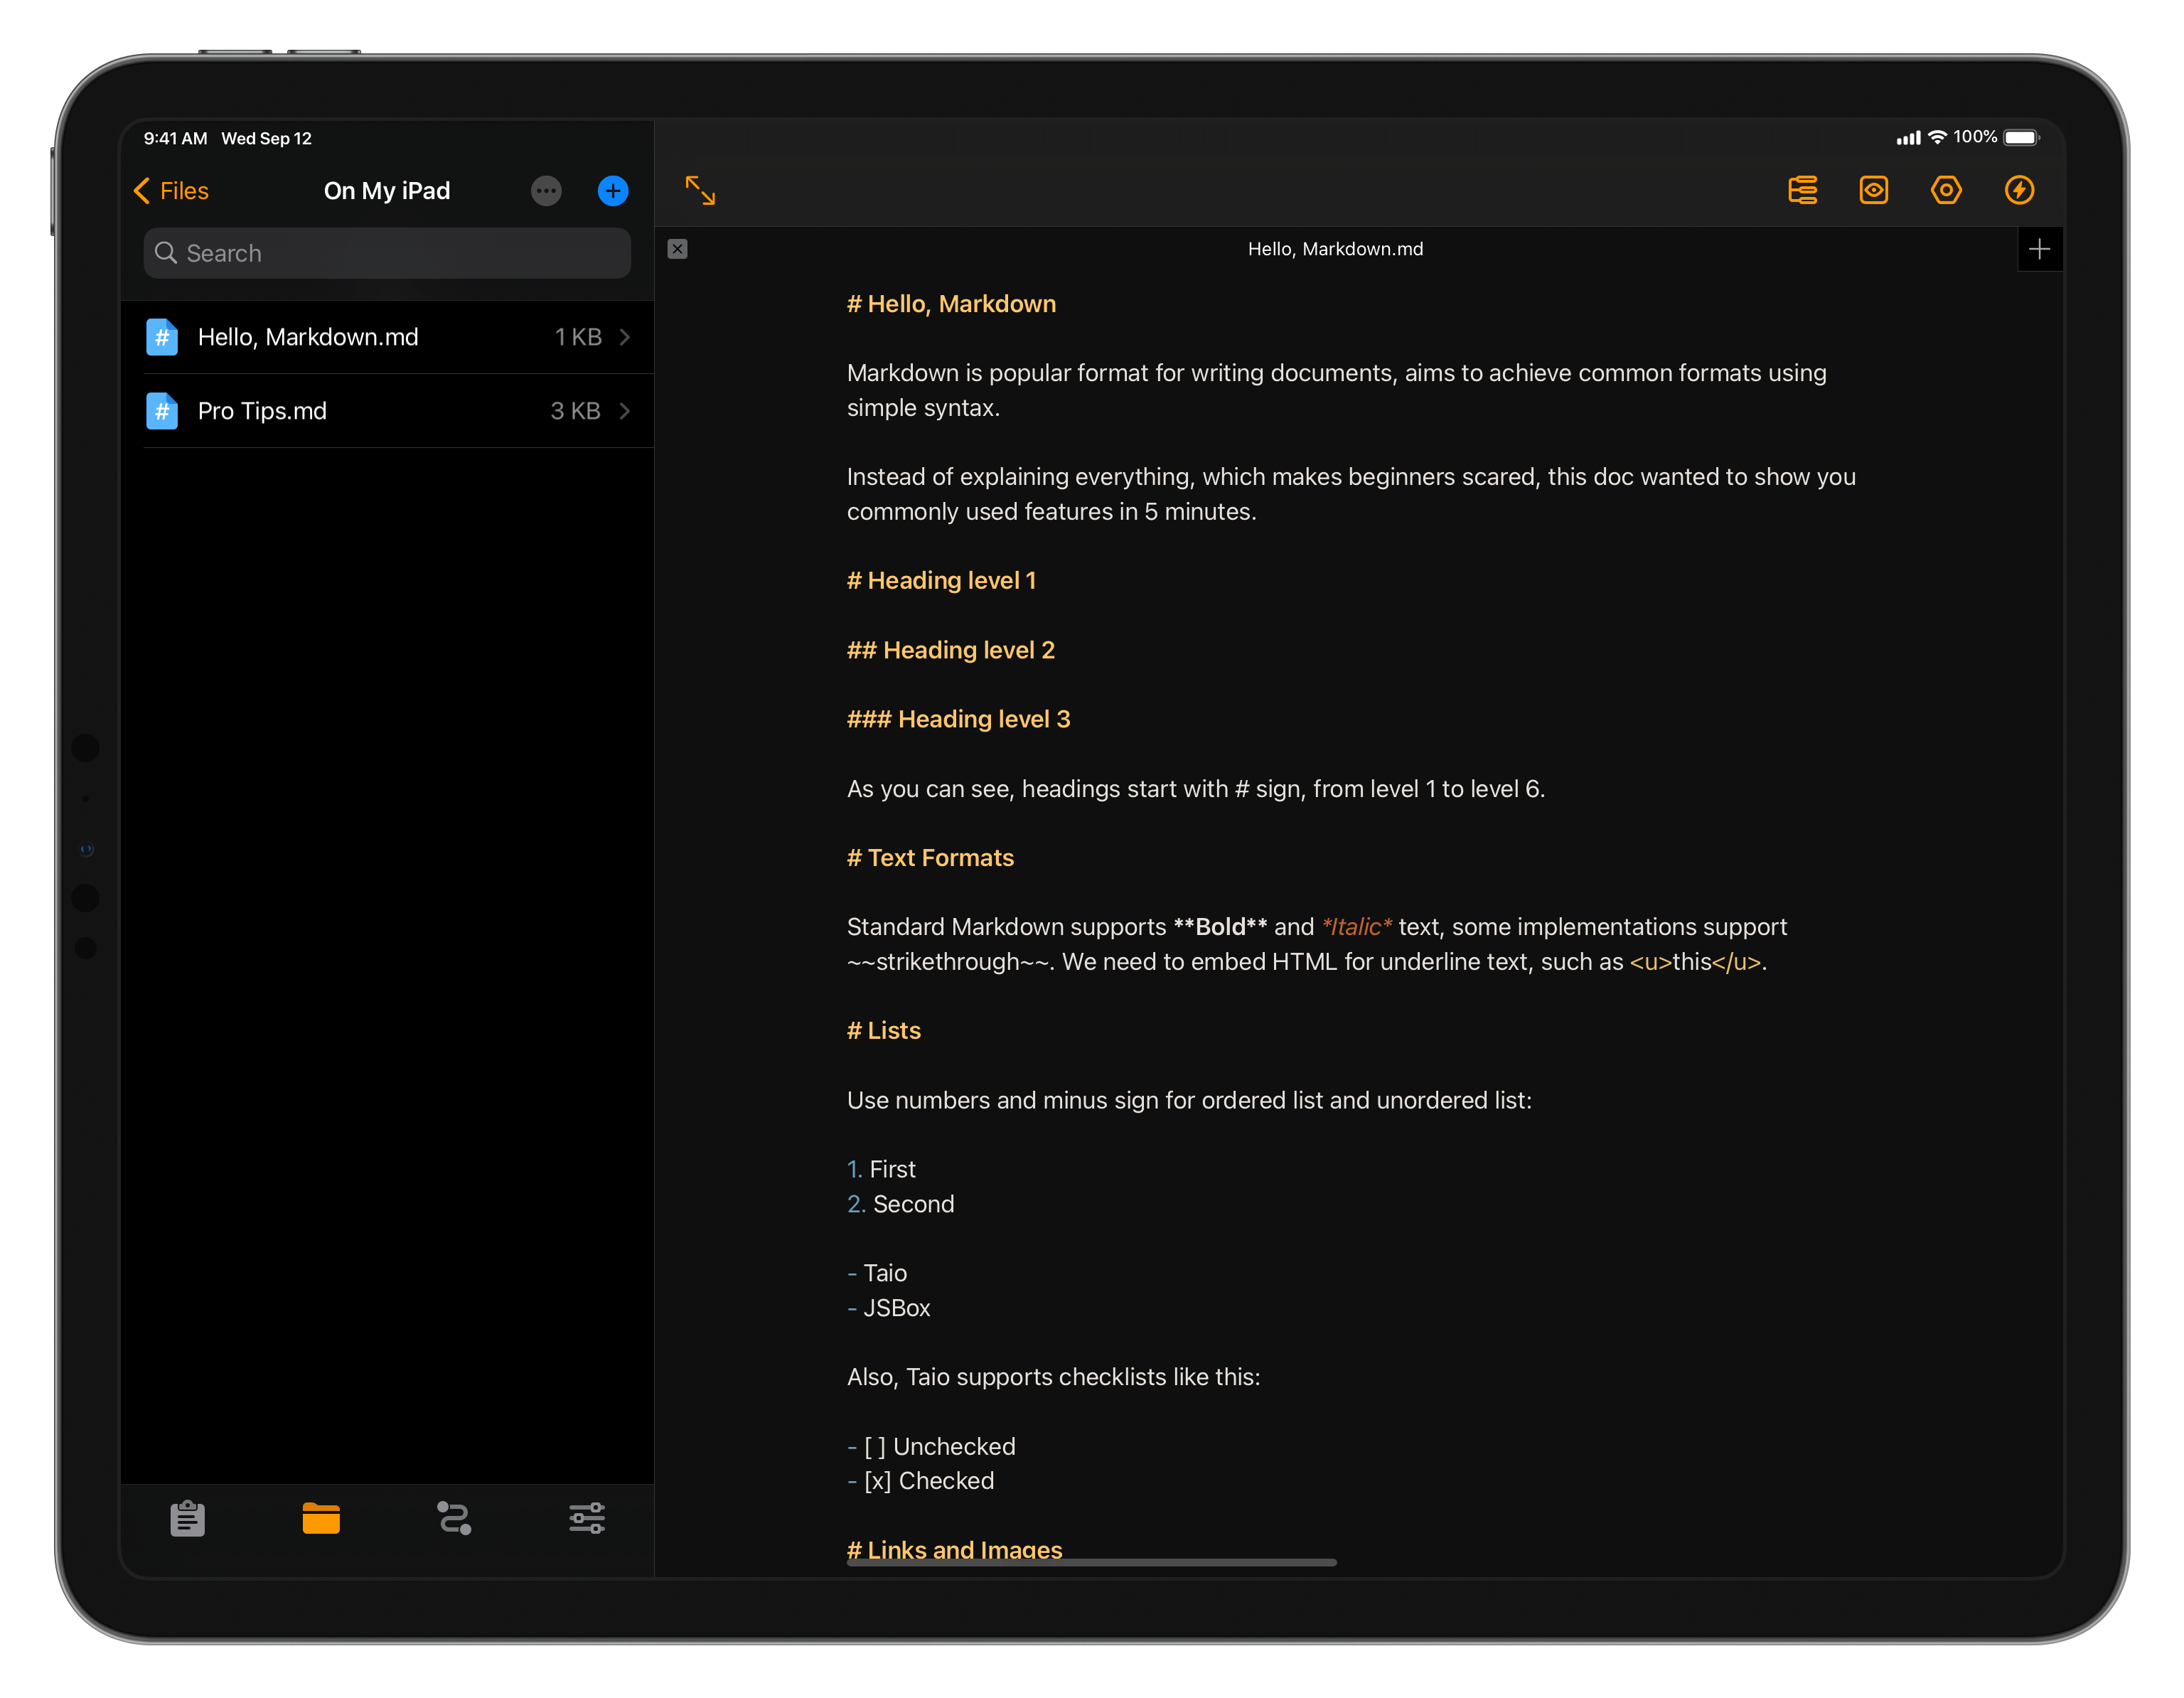 9:41 AM Wed Sep 12
100%
Files
On My iPad
Search
Hello, Markdown.md
1 KB
Pro Tips.md
3 KB
Hello, Markdown.md
# Hello, Markdown
Markdown is popular format for writing documents, aims to achieve common formats using
simple syntax.
Instead of explaining everything, which makes beginners scared, this doc wanted to show you
commonly used features in 5 minutes.
# Heading level 1
## Heading level 2
### Heading level 3
As you can see, headings start with # sign, from level 1 to level 6.
# Text Formats
Standard Markdown supports **Bold** and *Italic* text, some implementations support
~~strikethrough~~. We need to embed HTML for underline text, such as <u>this</u>.
# Lists
Use numbers and minus sign for ordered list and unordered list:
1. First
2. Second
- Taio
- JSBox
Also, Taio supports checklists like this:
- [ ] Unchecked
- [x] Checked
# Links and Images